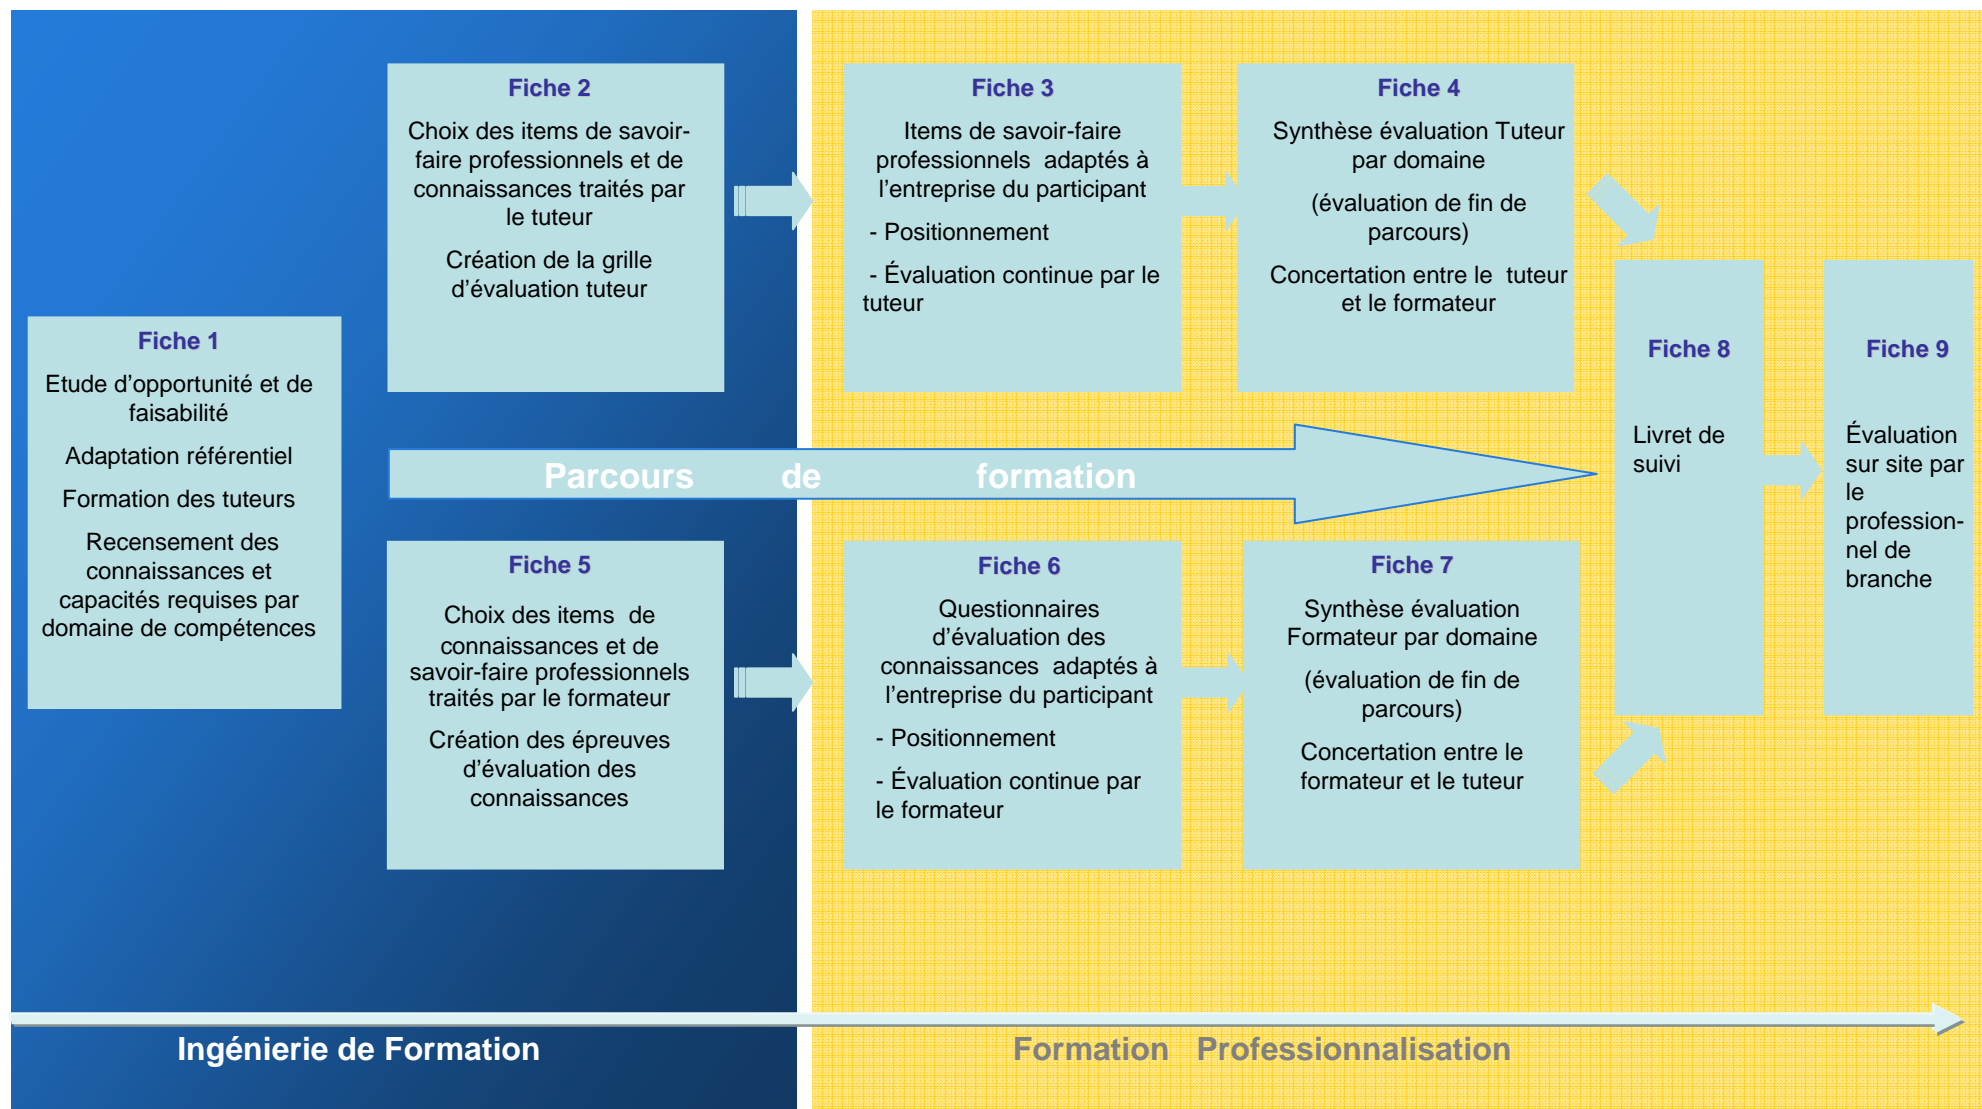 Fiche 1
Etude d’opportunité et de
faisabilité
Adaptation référentiel
Formation des tuteurs
Recensement des
connaissances et
capacités requises par
domaine de compétences
Fiche 2
Choix des items de savoir-
faire professionnels et de
connaissances traités par
le tuteur
Création de la grille
d’évaluation tuteur
Fiche 3
Items de savoir-faire
professionnels adaptés à
l’entreprise du participant
- Positionnement
- Évaluation continue par le
tuteur
Fiche 4
Synthèse évaluation Tuteur
par domaine
(évaluation de fin de
parcours)
Concertation entre le tuteur
et le formateur
Parcours de formation
Fiche 5
Choix des items de
connaissances et de
savoir-faire professionnels
traités par le formateur
Création des épreuves
d’évaluation des
connaissances
Fiche 6
Questionnaires
d’évaluation des
connaissances adaptés à
l’entreprise du participant
- Positionnement
- Évaluation continue par
le formateur
Fiche 7
Synthèse évaluation
Formateur par domaine
(évaluation de fin de
parcours)
Concertation entre le
formateur et le tuteur
Fiche 8
Livret de
suivi
Fiche 9
Évaluation
sur site par
le
profession-
nel de
branche
Ingénierie de Formation
Formation Professionnalisation